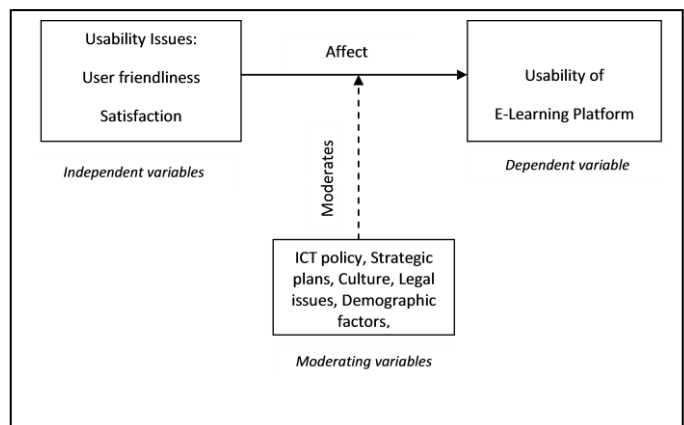 Usability Issues:
User friendliness
Satisfaction
Affect
Usability of
E-Learning Platform
Independent variables
Dependent variable
Moderates
ICT policy, Strategic
plans, Culture, Legal
issues, Demographic
factors,
Moderating variables